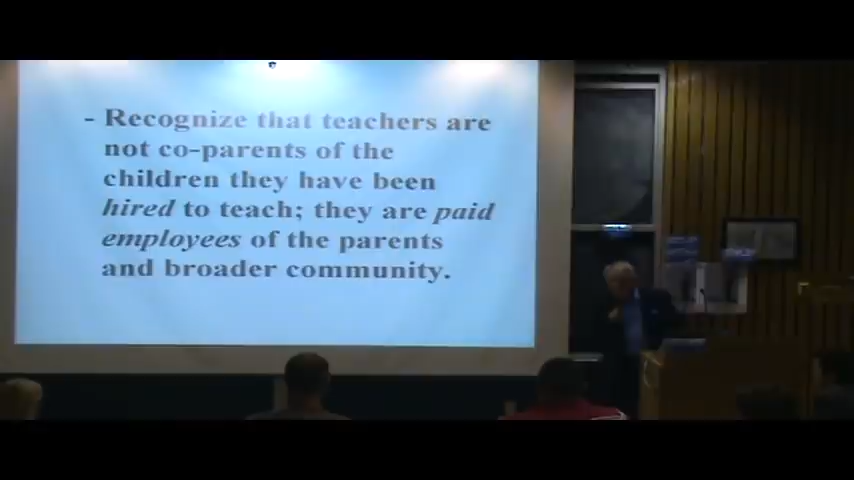 - Recognize that teachers are
not co-parents of the
children they have been
hired to teach; they are paid
employees of the parents
and broader community.